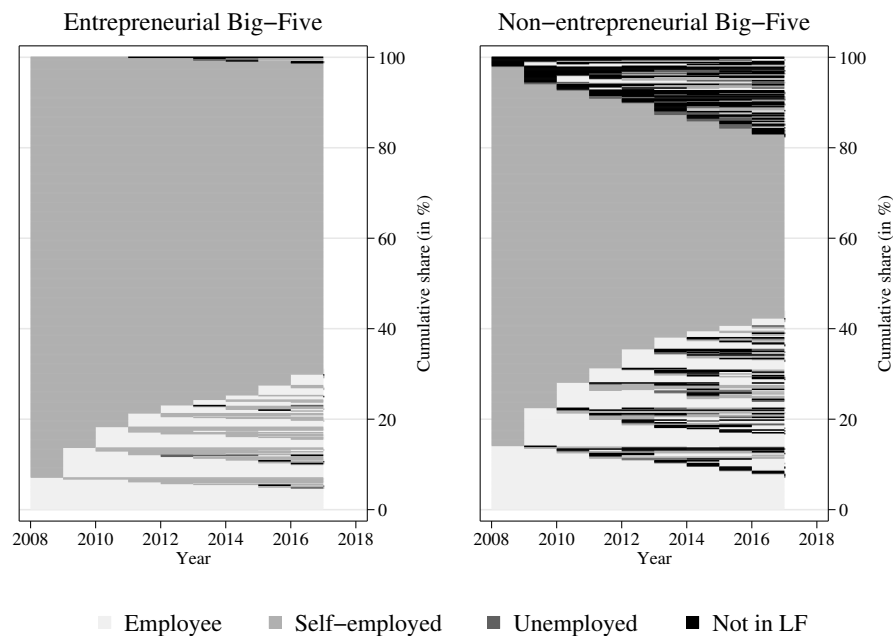 Entrepreneurial Big−Five
Non−entrepreneurial Big−Five
100
80
60
40
20
0
Cumulative share (in %)
2008 2010 2012 2014 2016 2018
Year
100
80
60
40
20
0
Cumulative share (in %)
2008 2010 2012 2014 2016 2018
Year
Employee Self−employed Unemployed Not in LF